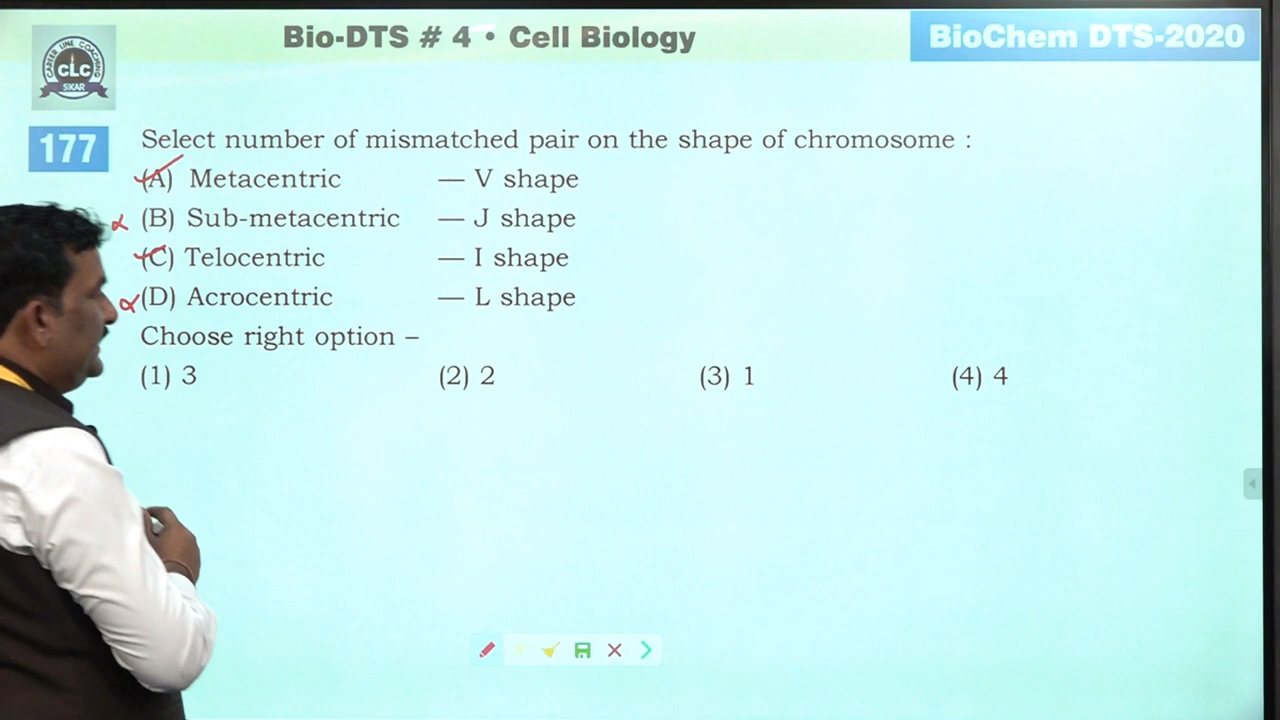 Bio-DTS # 4 • Cell Biology
BioChem DTS-2020
CAREER LINE COACHING
CLC
SIKAR
177
Select number of mismatched pair on the shape of chromosome :
(A) Metacentric — V shape
(B) Sub-metacentric — J shape
(C) Telocentric — I shape
(D) Acrocentric — L shape
Choose right option –
(1) 3 (2) 2 (3) 1 (4) 4